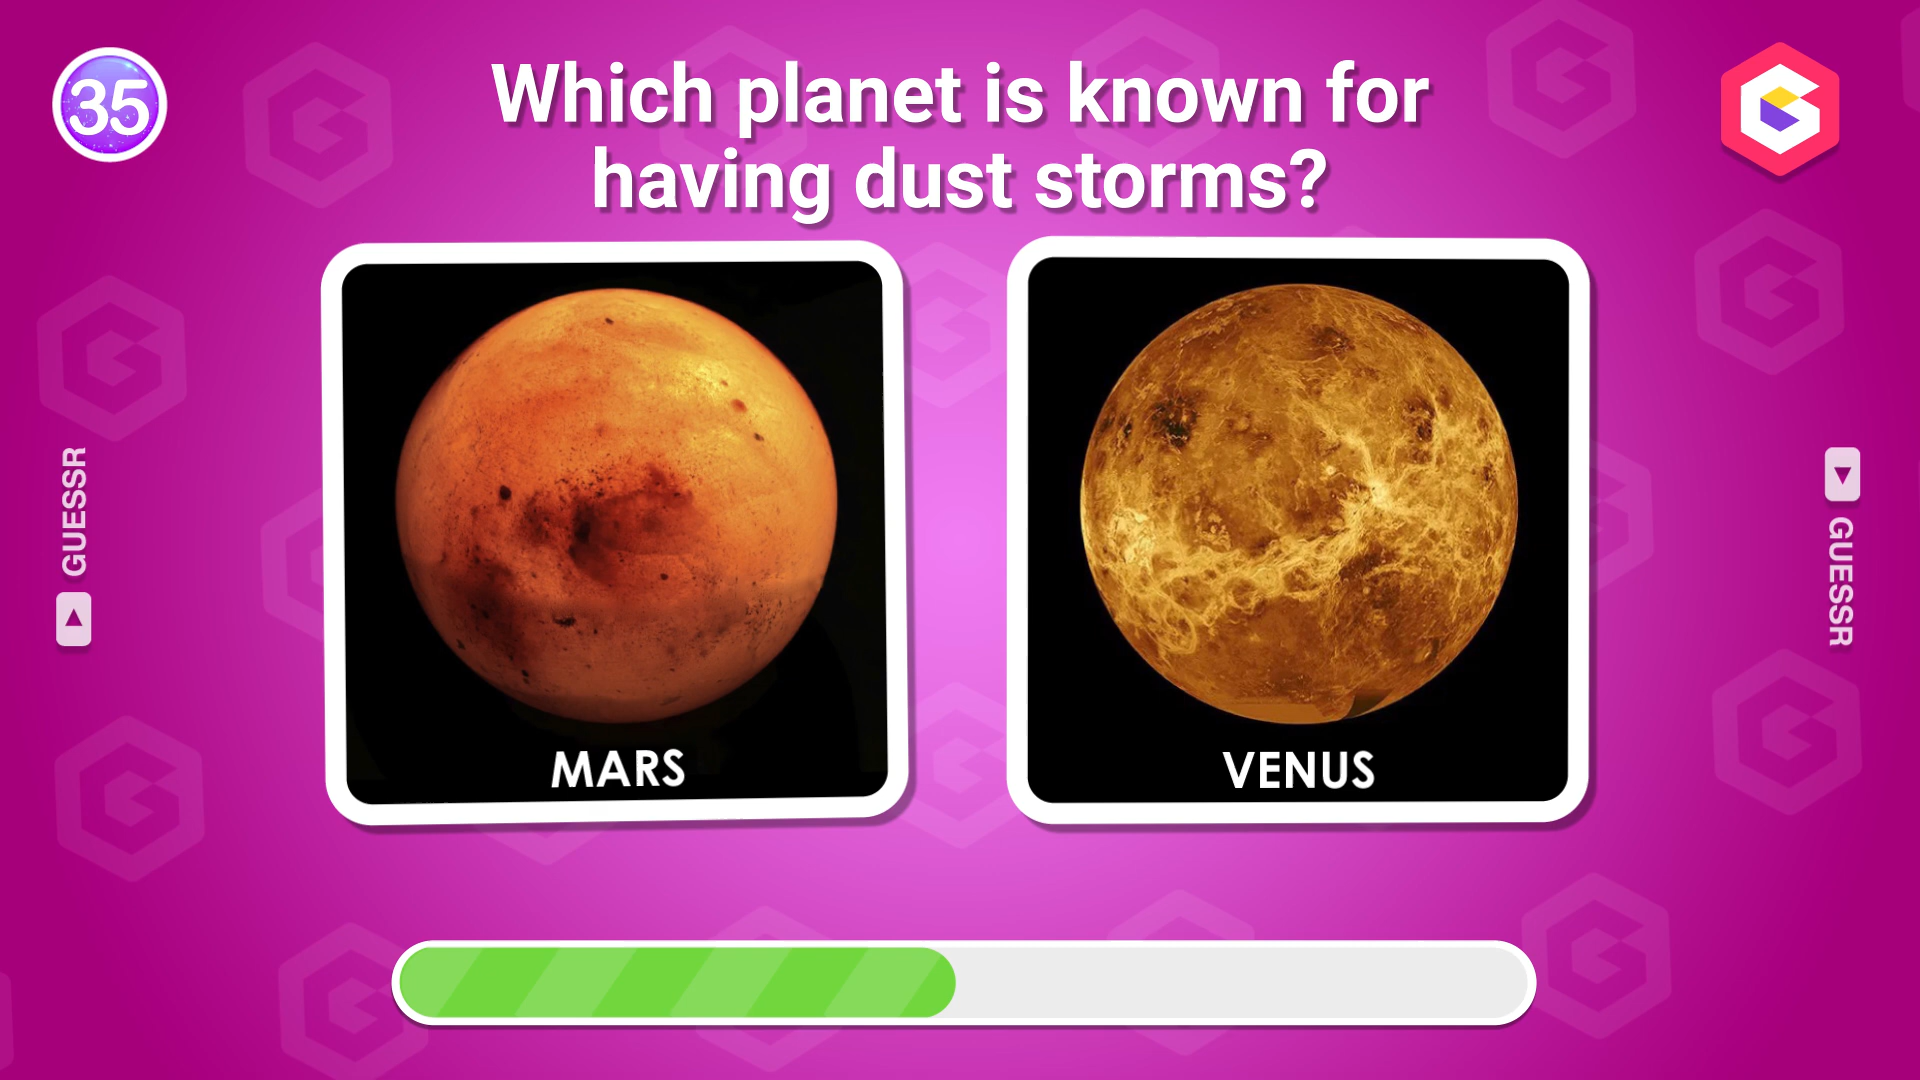 35
Which planet is known for
having dust storms?
GUESSR
MARS
VENUS
GUESSR